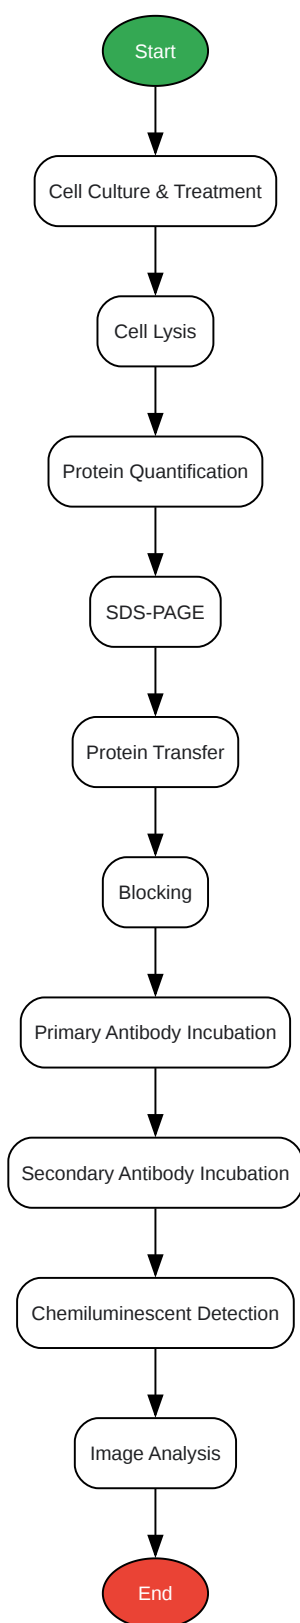 Start
Cell Culture & Treatment
Cell Lysis
Protein Quantification
SDS-PAGE
Protein Transfer
Blocking
Primary Antibody Incubation
Secondary Antibody Incubation
Chemiluminescent Detection
Image Analysis
End